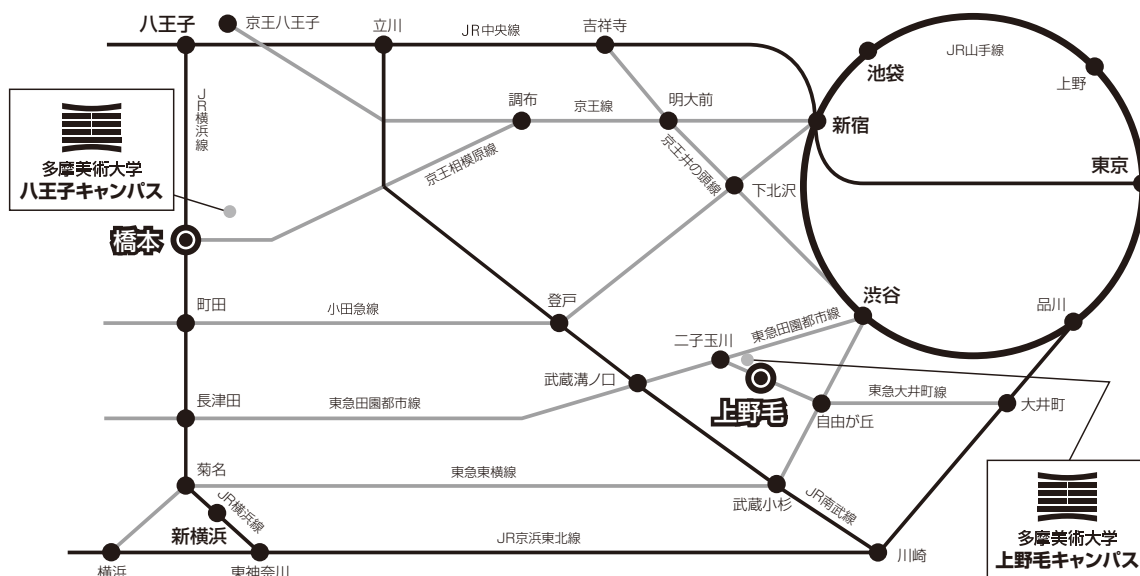 八王子
京王八王子
立川
JR中央線
吉祥寺
池袋
JR山手線
上野
JR横浜線
多摩美術大学
八王子キャンパス
調布
京王線
明大前
新宿
京王相模原線
京王井の頭線
下北沢
東京
橋本
町田
小田急線
登戸
渋谷
品川
二子玉川
東急田園都市線
武蔵溝ノ口
上野毛
長津田
東急田園都市線
東急大井町線
自由が丘
大井町
菊名
東急東横線
武蔵小杉
JR南武線
JR横浜線
新横浜
JR京浜東北線
横浜
東神奈川
川崎
多摩美術大学
上野毛キャンパス